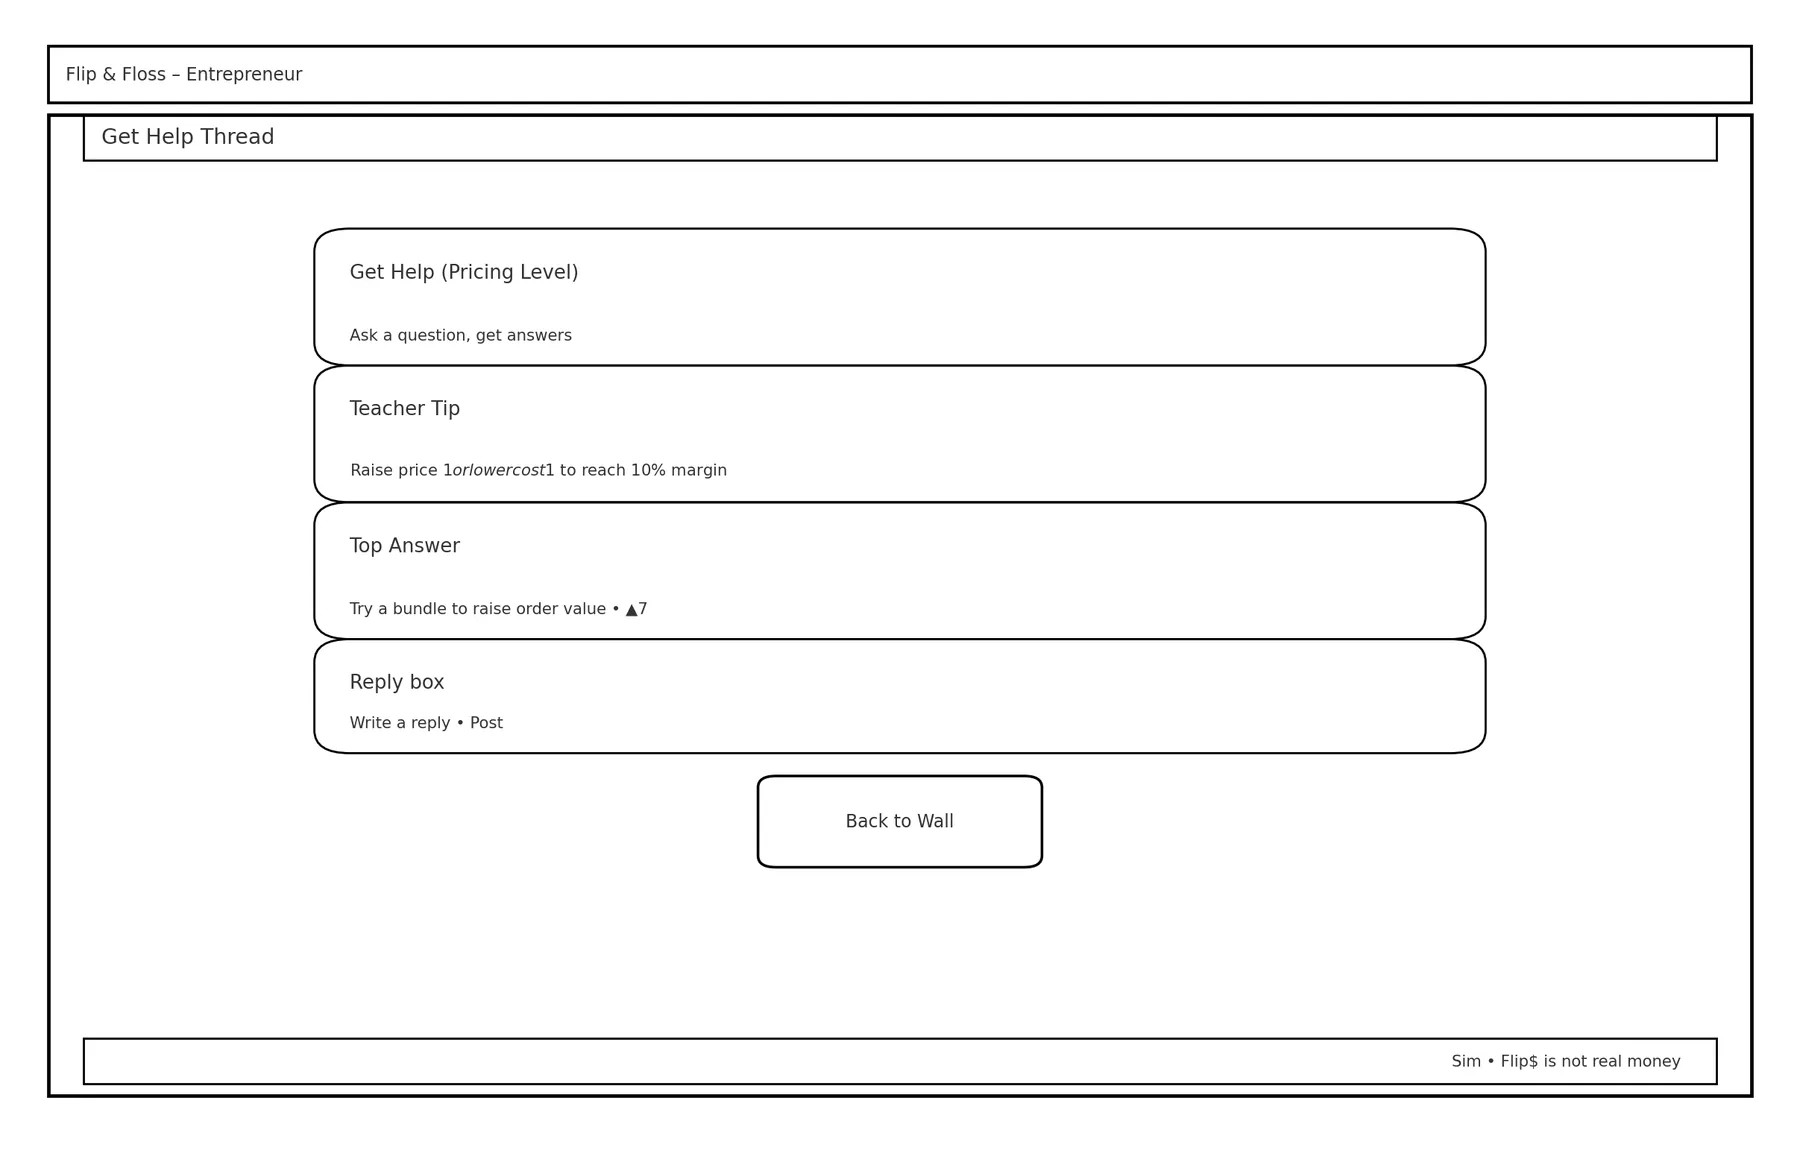 Flip & Floss – Entrepreneur
Get Help Thread
Get Help (Pricing Level)
Ask a question, get answers
Teacher Tip
Raise price 1orlowercost1 to reach 10% margin
Top Answer
Try a bundle to raise order value • ▲7
Reply box
Write a reply • Post
Back to Wall
Sim • Flip$ is not real money